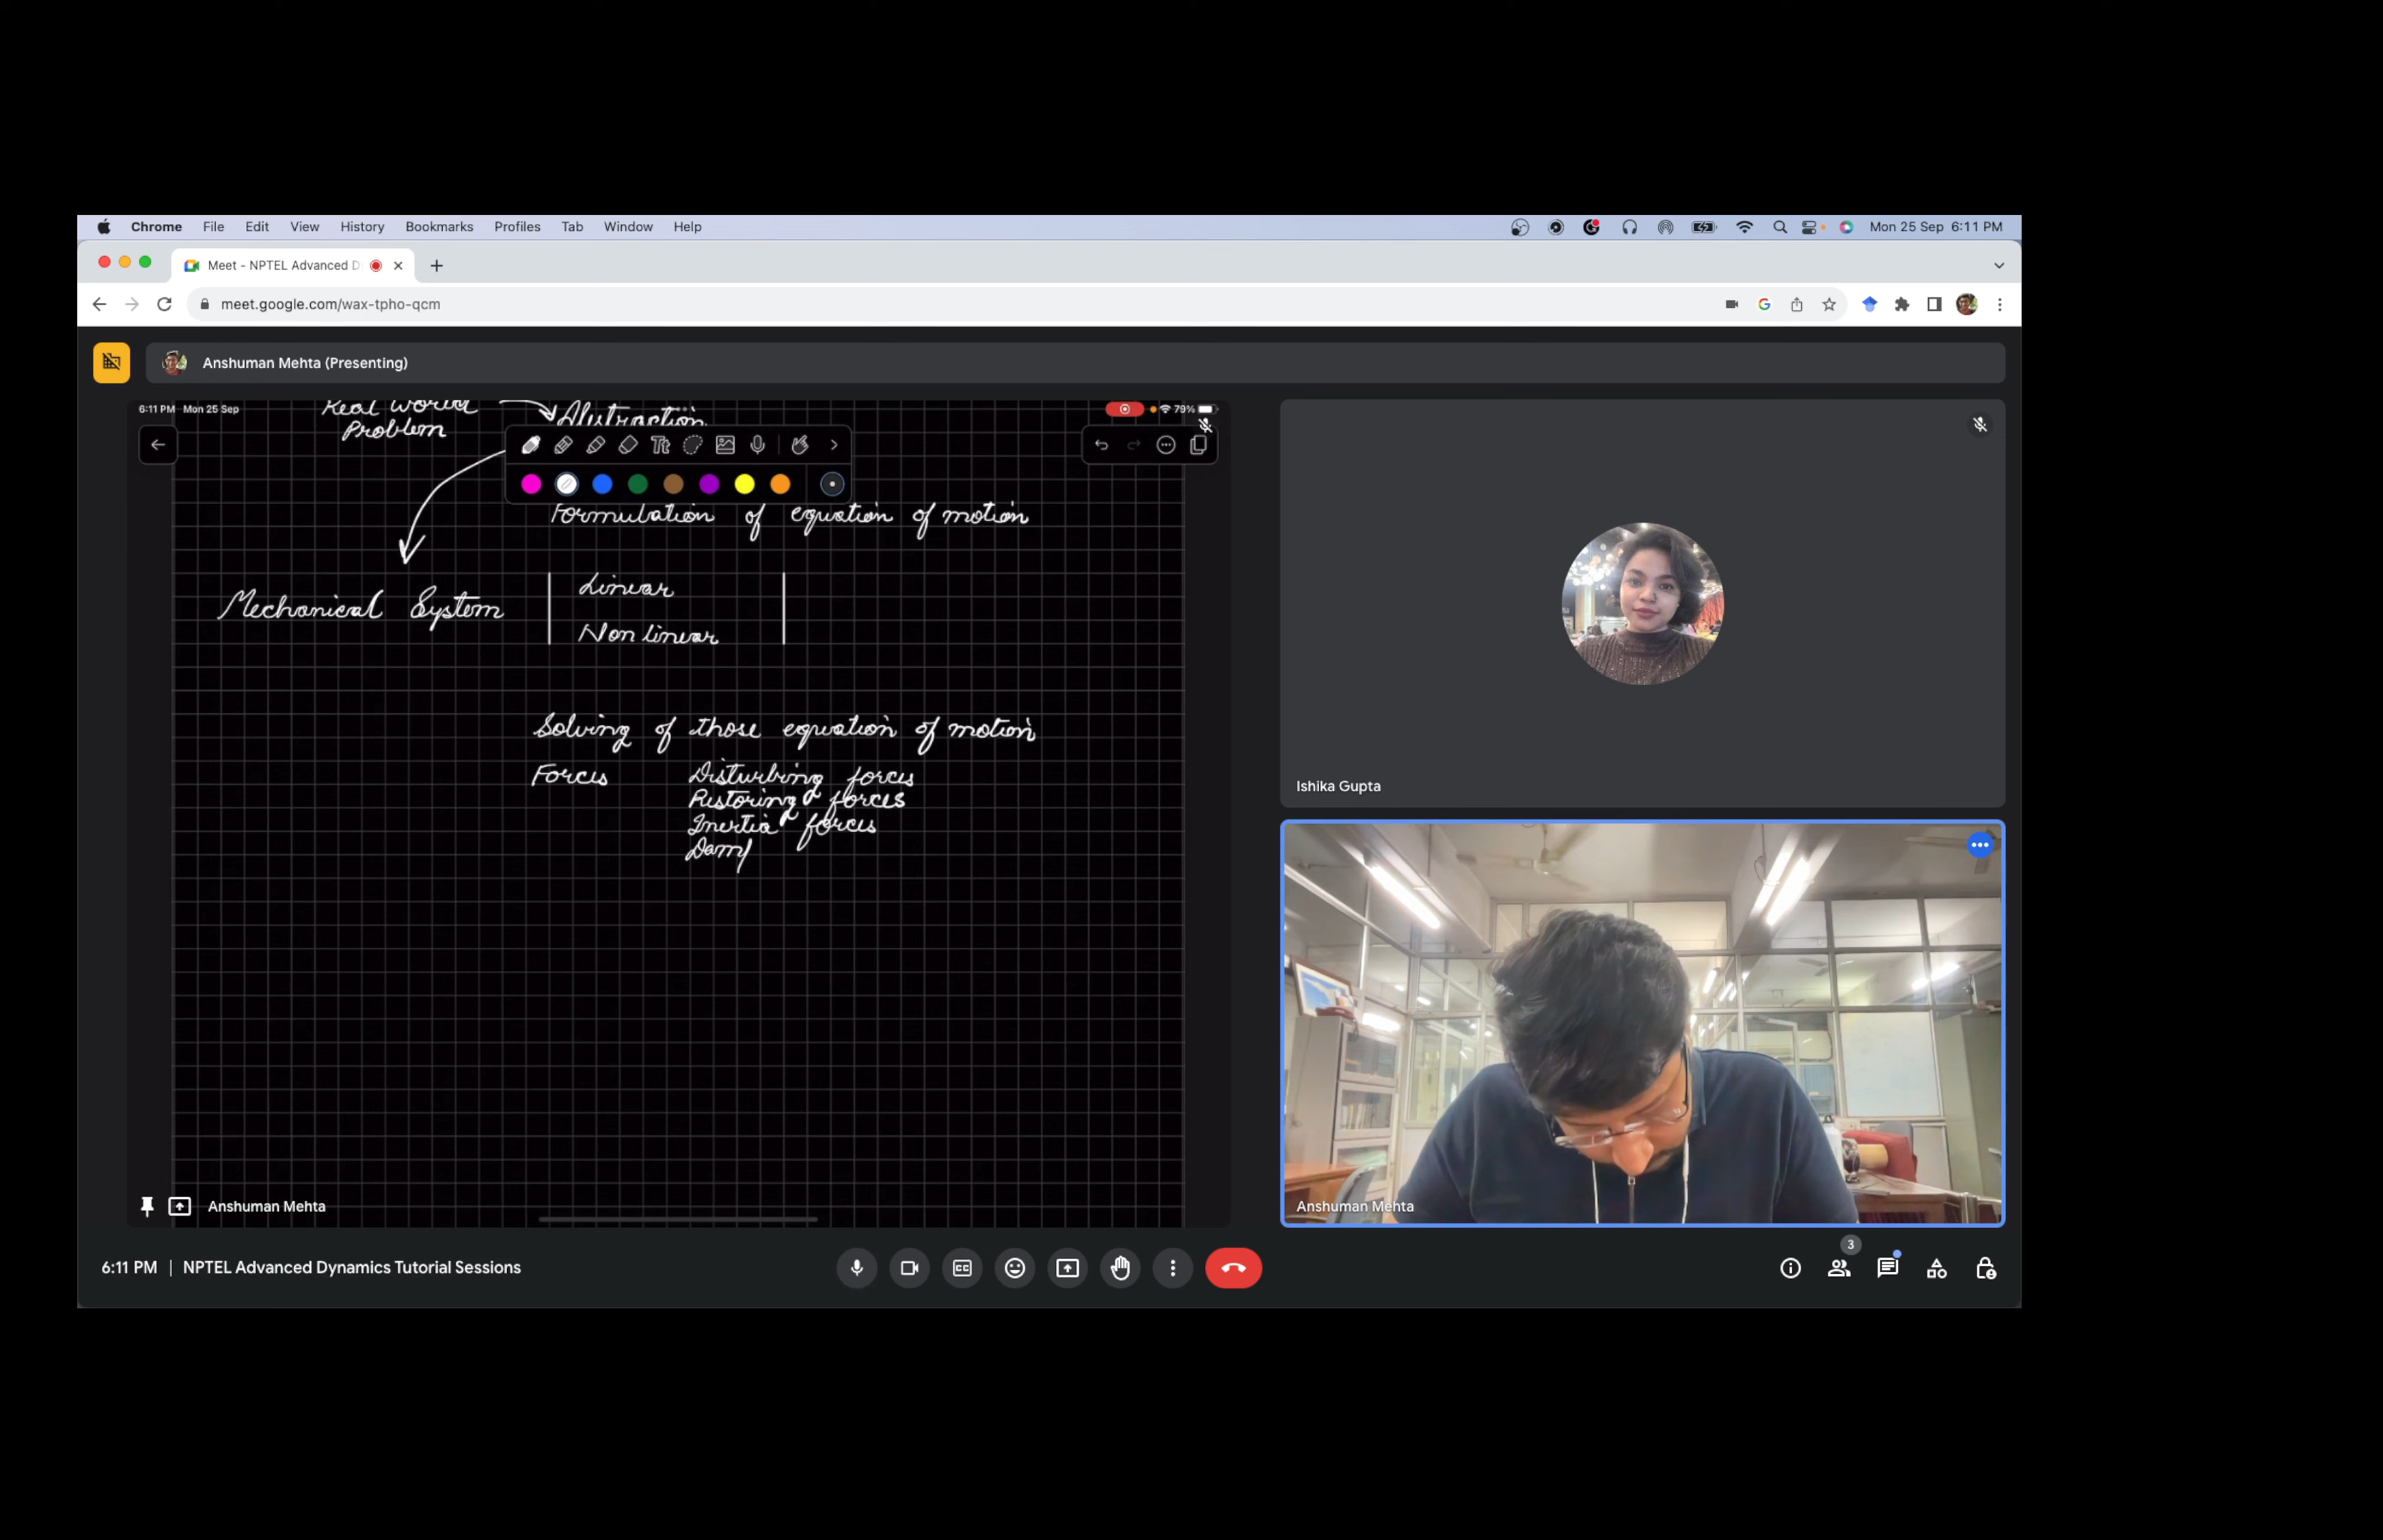 Chrome File Edit View History Bookmarks Profiles Tab Window Help Mon 25 Sep 6:11 PM
Meet - NPTEL Advanced D
meet.google.com/wax-tpho-qcm
Anshuman Mehta (Presenting)
6:11 PM Mon 25 Sep 79%
Real World Abstraction
Problem
Tt
Formulation of equation of motion
Mechanical System
Linear
Non linear
Solving of those equation of motion
Forces Disturbing forces
Restoring forces
Inertia forces
Damp
Anshuman Mehta
Ishika Gupta
Anshuman Mehta
6:11 PM | NPTEL Advanced Dynamics Tutorial Sessions
CC
3